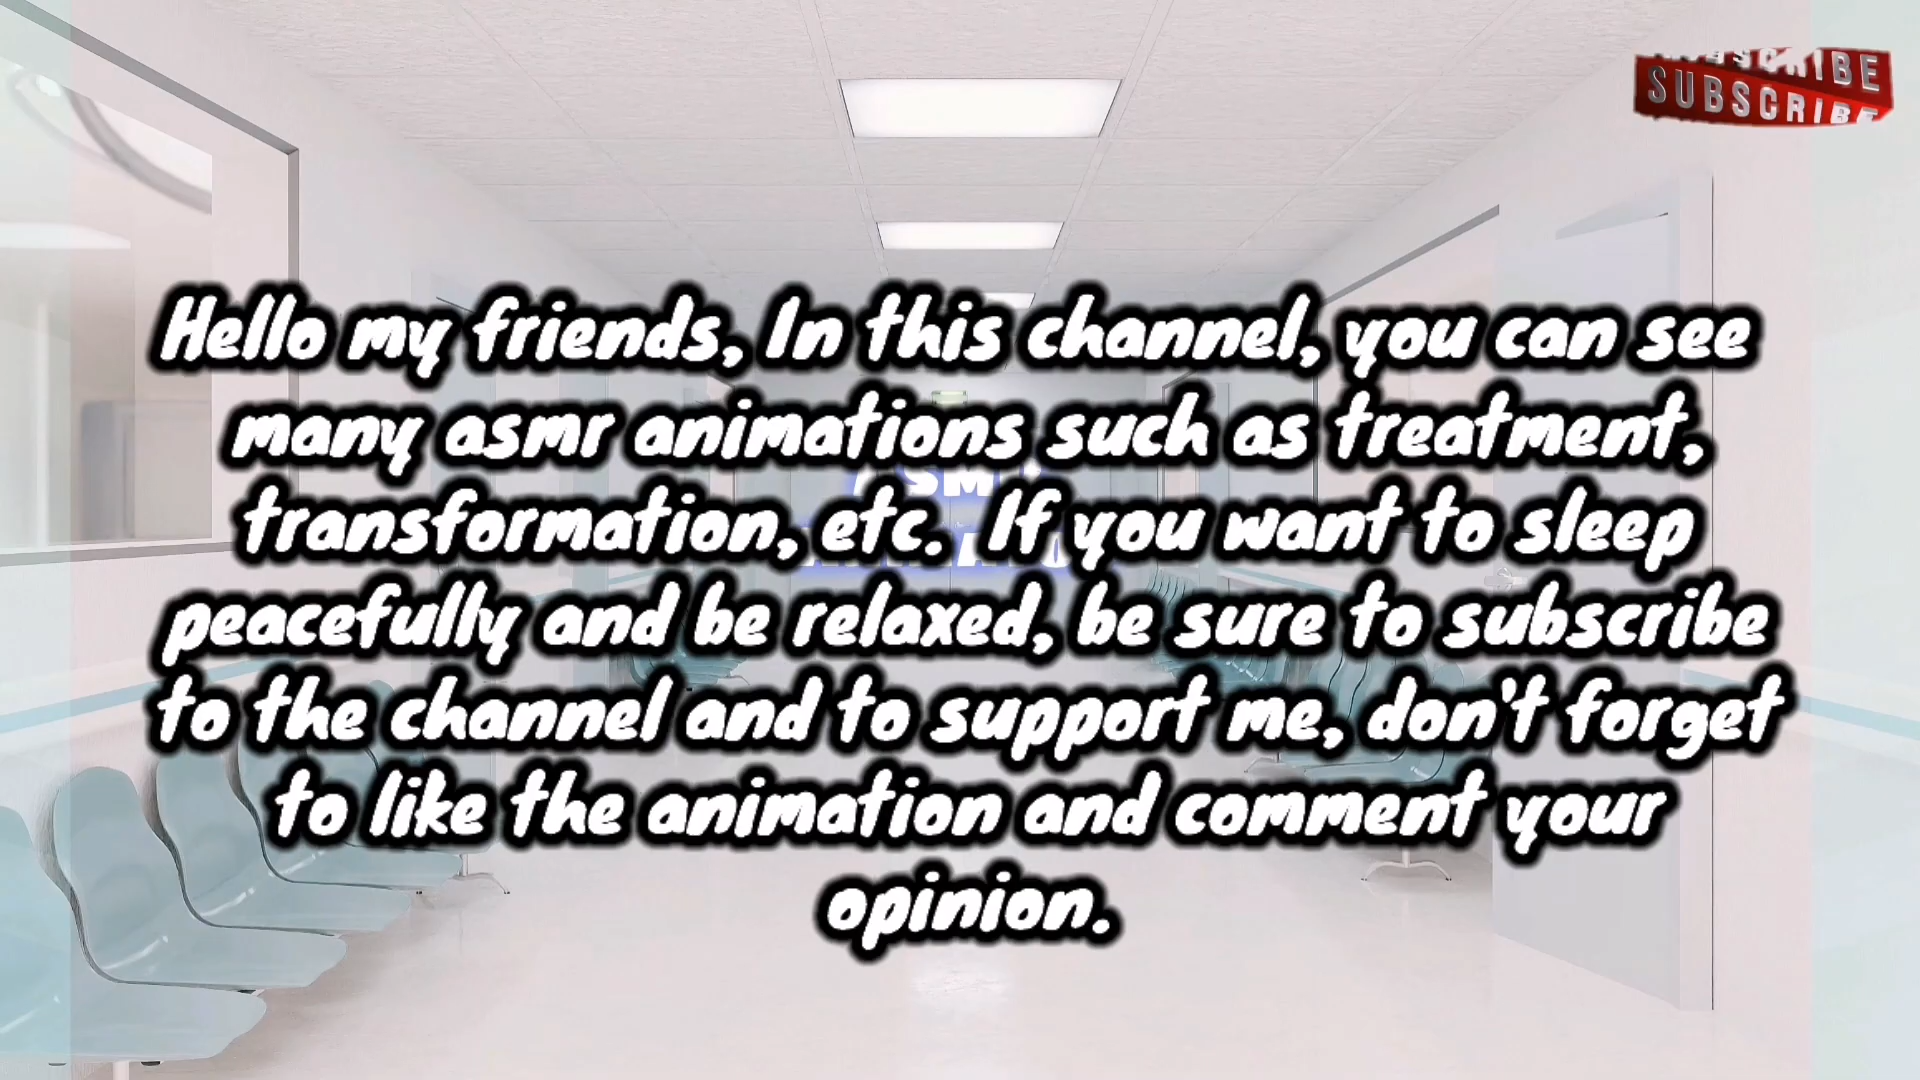 SUBSCRIBE
SUBSCRIBE
Hello my friends, In this channel, you can see
many asmr animations such as treatment,
transformation, etc.  If you want to sleep
peacefully and be relaxed, be sure to subscribe
to the channel and to support me, don't forget
to like the animation and comment your
opinion.